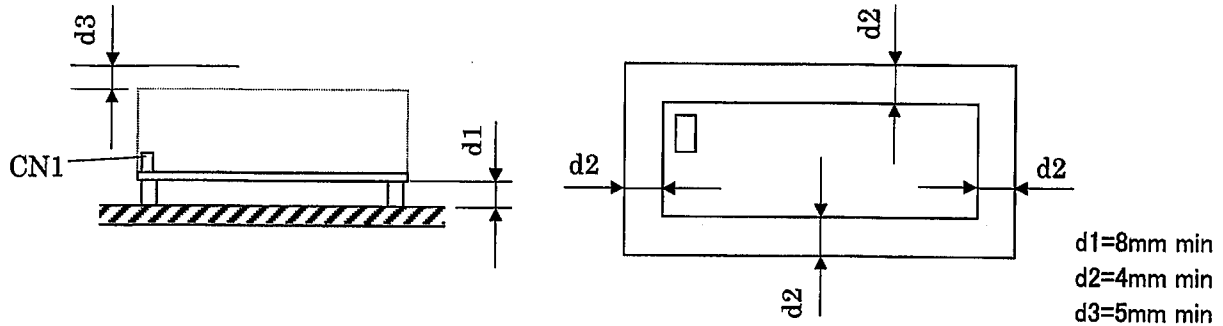 d3
CN1
d1
d2
d2
d2
d2
d1=8mm min
d2=4mm min
d3=5mm min